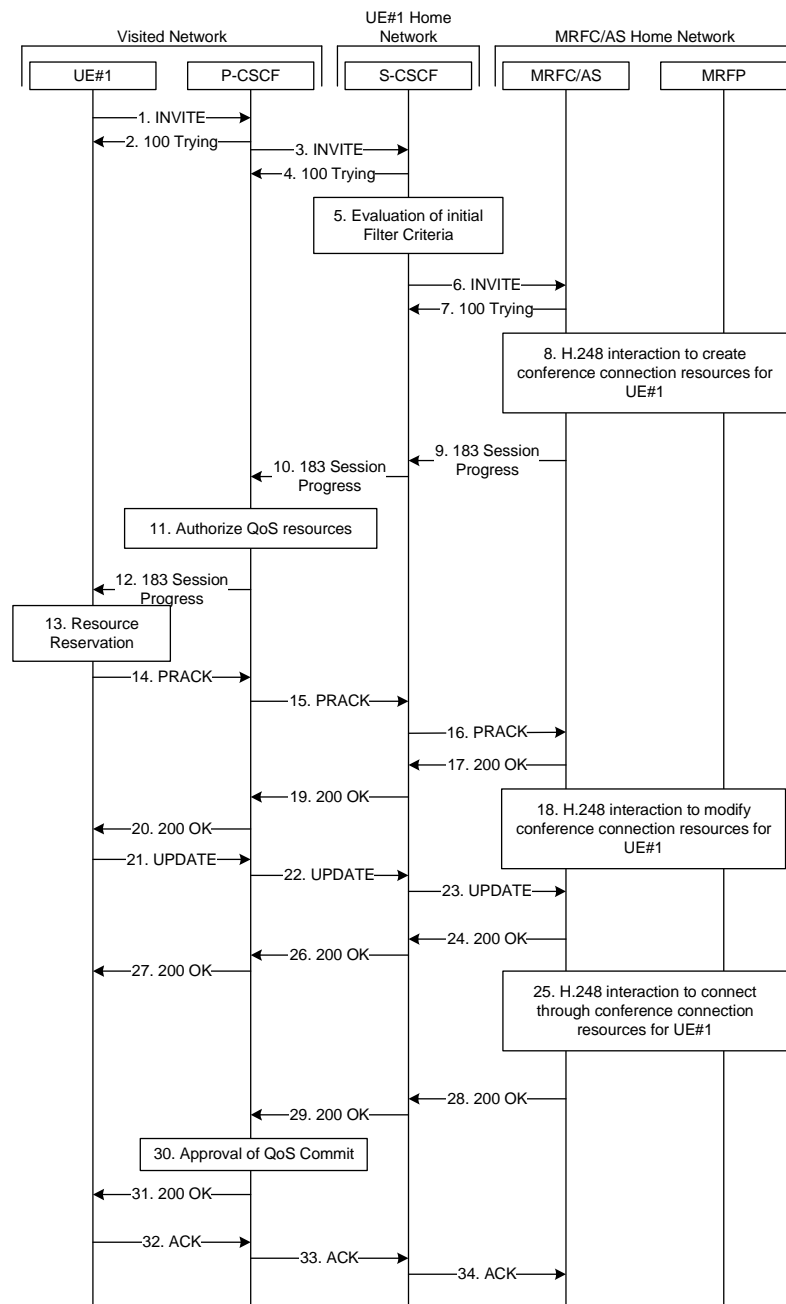 UE#1 Home
Network
Visited Network
MRFC/AS Home Network
UE#1
P-CSCF
S-CSCF
MRFC/AS
MRFP
1. INVITE
2. 100 Trying
3. INVITE
4. 100 Trying
5. Evaluation of initial
Filter Criteria
6. INVITE
7. 100 Trying
8. H.248 interaction to create
conference connection resources for
UE#1
9. 183 Session
Progress
10. 183 Session
Progress
11. Authorize QoS resources
12. 183 Session
Progress
13. Resource
Reservation
14. PRACK
15. PRACK
16. PRACK
17. 200 OK
18. H.248 interaction to modify
conference connection resources for
UE#1
19. 200 OK
20. 200 OK
21. UPDATE
22. UPDATE
23. UPDATE
24. 200 OK
25. H.248 interaction to connect
through conference connection
resources for UE#1
26. 200 OK
27. 200 OK
28. 200 OK
29. 200 OK
30. Approval of QoS Commit
31. 200 OK
32. ACK
33. ACK
34. ACK